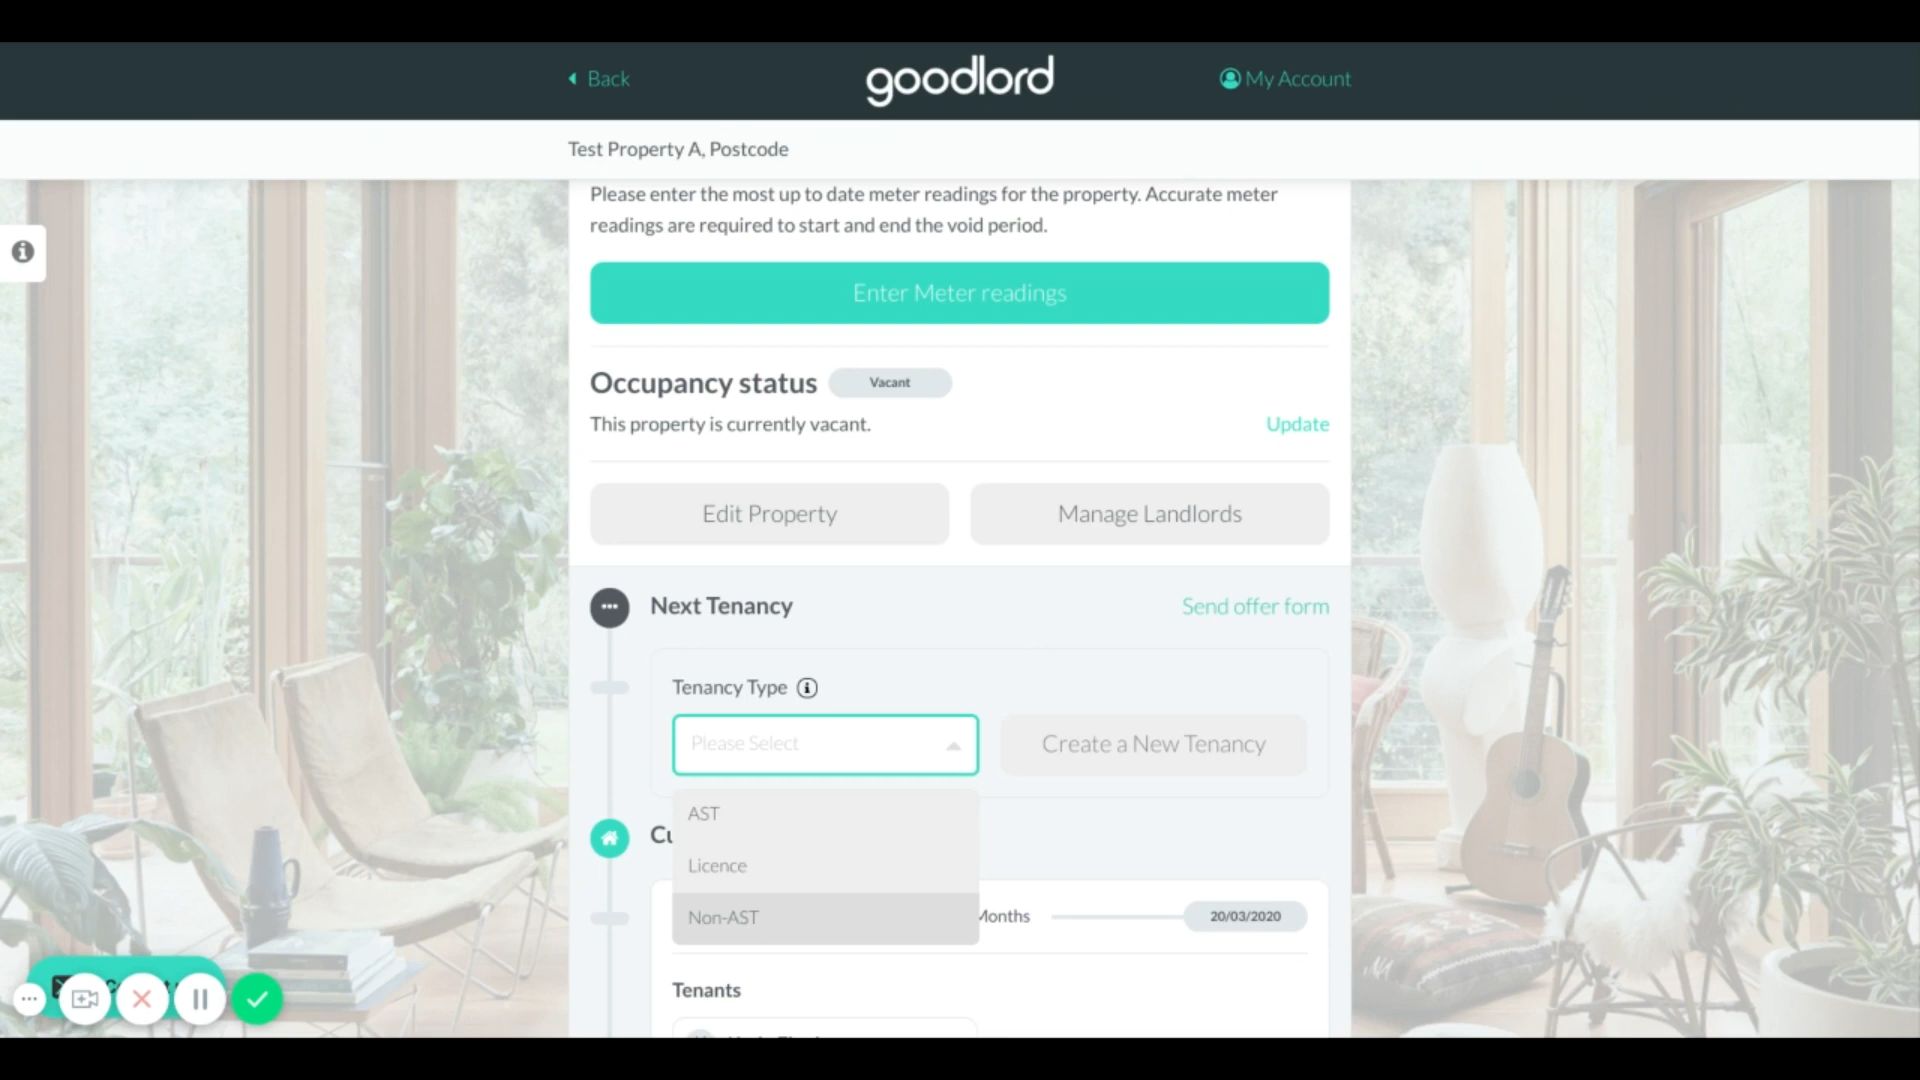 Back
goodlord
My Account
Test Property A, Postcode
Please enter the most up to date meter readings for the property. Accurate meter
readings are required to start and end the void period.
Enter Meter readings
Occupancy status
Vacant
This property is currently vacant.
Update
Edit Property
Manage Landlords
Next Tenancy
Send offer form
Tenancy Type
Please Select
Create a New Tenancy
AST
Licence
Non-AST
Months
20/03/2020
Tenants